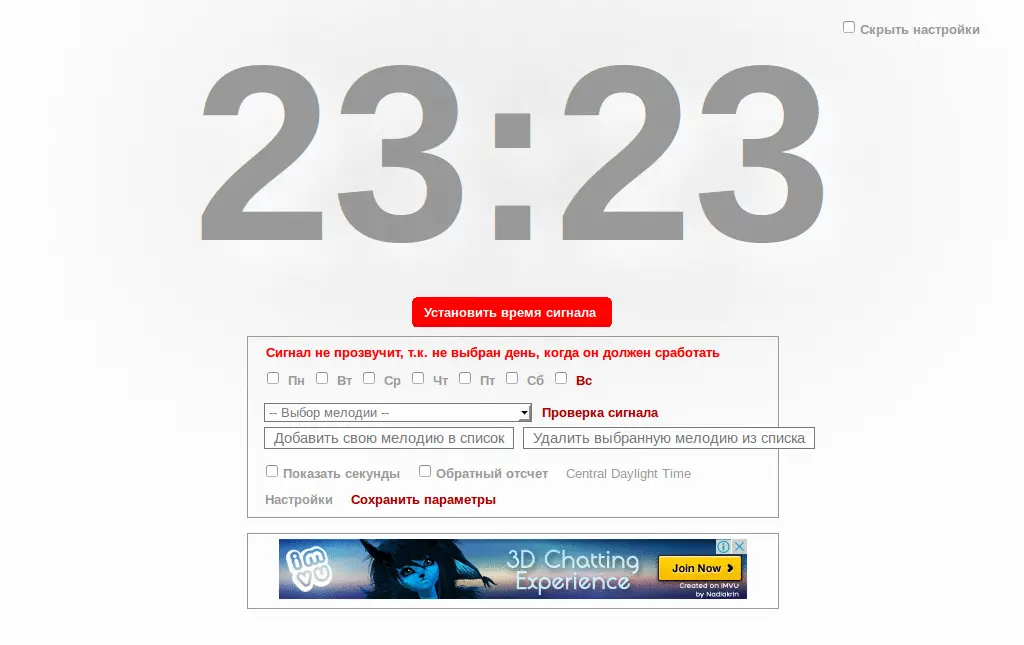 Скрыть настройки
23:23
Установить время сигнала
Сигнал не прозвучит, т.к. не выбран день, когда он должен сработать
Пн Вт Ср Чт Пт Сб Вс
-- Выбор мелодии -- Проверка сигнала
Добавить свою мелодию в список Удалить выбранную мелодию из списка
Показать секунды Обратный отсчет Central Daylight Time
Настройки Сохранить параметры
imvu
3D Chatting
Experience
Join Now
Created on IMVU
by Nadiakrin